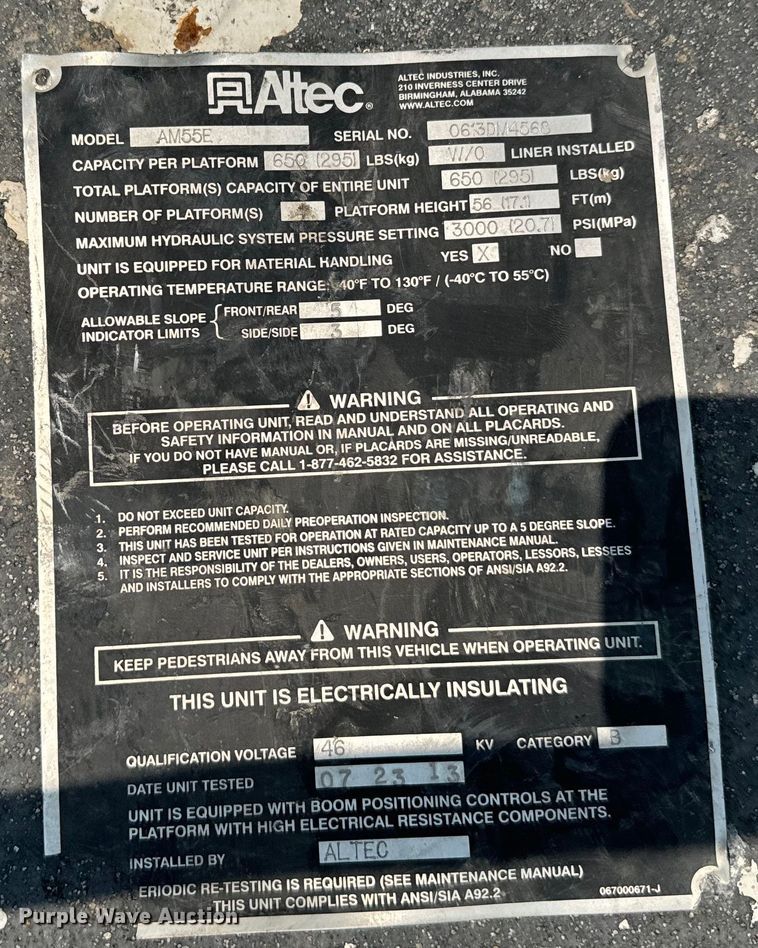 Altec®
ALTEC INDUSTRIES, INC.
210 INVERNESS CENTER DRIVE
BIRMINGHAM, ALABAMA 35242
WWW.ALTEC.COM
MODEL AM55E SERIAL NO.
CAPACITY PER PLATFORM 650 (295) LBS(kg) W/O LINER INSTALLED
TOTAL PLATFORM(S) CAPACITY OF ENTIRE UNIT 650 (295) LBS(kg)
NUMBER OF PLATFORM(S) PLATFORM HEIGHT 56 (17.1) FT(m)
MAXIMUM HYDRAULIC SYSTEM PRESSURE SETTING 3000 (20.7) PSI(MPa)
UNIT IS EQUIPPED FOR MATERIAL HANDLING YES X NO
OPERATING TEMPERATURE RANGE: -40°F TO 130°F / (-40°C TO 55°C)
ALLOWABLE SLOPE { FRONT/REAR 5 DEG
INDICATOR LIMITS SIDE/SIDE 3 DEG
WARNING
BEFORE OPERATING UNIT, READ AND UNDERSTAND ALL OPERATING AND
SAFETY INFORMATION IN MANUAL AND ON ALL PLACARDS.
IF YOU DO NOT HAVE MANUAL OR, IF PLACARDS ARE MISSING/UNREADABLE,
PLEASE CALL 1-877-462-5832 FOR ASSISTANCE.
1. DO NOT EXCEED UNIT CAPACITY.
2. PERFORM RECOMMENDED DAILY PREOPERATION INSPECTION.
3. THIS UNIT HAS BEEN TESTED FOR OPERATION AT RATED CAPACITY UP TO A 5 DEGREE SLOPE.
4. INSPECT AND SERVICE UNIT PER INSTRUCTIONS GIVEN IN MAINTENANCE MANUAL.
5. IT IS THE RESPONSIBILITY OF THE DEALERS, OWNERS, USERS, OPERATORS, LESSORS, LESSEES
AND INSTALLERS TO COMPLY WITH THE APPROPRIATE SECTIONS OF ANSI/SIA A92.2.
WARNING
KEEP PEDESTRIANS AWAY FROM THIS VEHICLE WHEN OPERATING UNIT.
THIS UNIT IS ELECTRICALLY INSULATING
QUALIFICATION VOLTAGE 46 KV CATEGORY B
DATE UNIT TESTED 07 23 13
UNIT IS EQUIPPED WITH BOOM POSITIONING CONTROLS AT THE
PLATFORM WITH HIGH ELECTRICAL RESISTANCE COMPONENTS.
INSTALLED BY ALTEC
ERIODIC RE-TESTING IS REQUIRED (SEE MAINTENANCE MANUAL)
THIS UNIT COMPLIES WITH ANSI/SIA A92.2
067000671-J
Purple Wave Auction